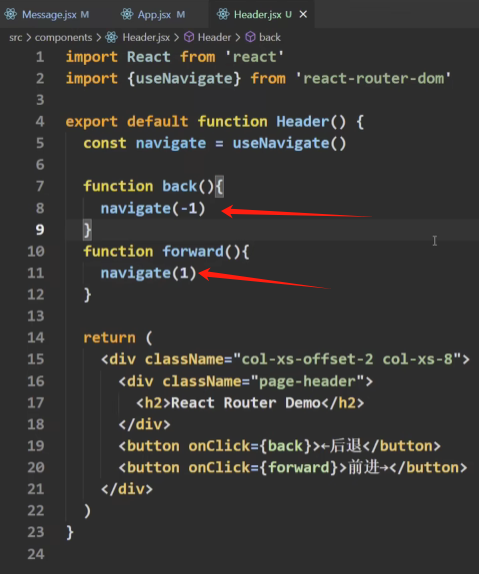 Message.jsx M App.jsx M Header.jsx U
src > components > Header.jsx > Header > back
1 import React from 'react'
2 import {useNavigate} from 'react-router-dom'
3
4 export default function Header() {
5 const navigate = useNavigate()
6
7 function back(){
8 navigate(-1)
9 }
10 function forward(){
11 navigate(1)
12 }
13
14 return (
15 <div className="col-xs-offset-2 col-xs-8">
16 <div className="page-header">
17 <h2>React Router Demo</h2>
18 </div>
19 <button onClick={back}>←后退</button>
20 <button onClick={forward}>前进→</button>
21 </div>
22 )
23 }
24